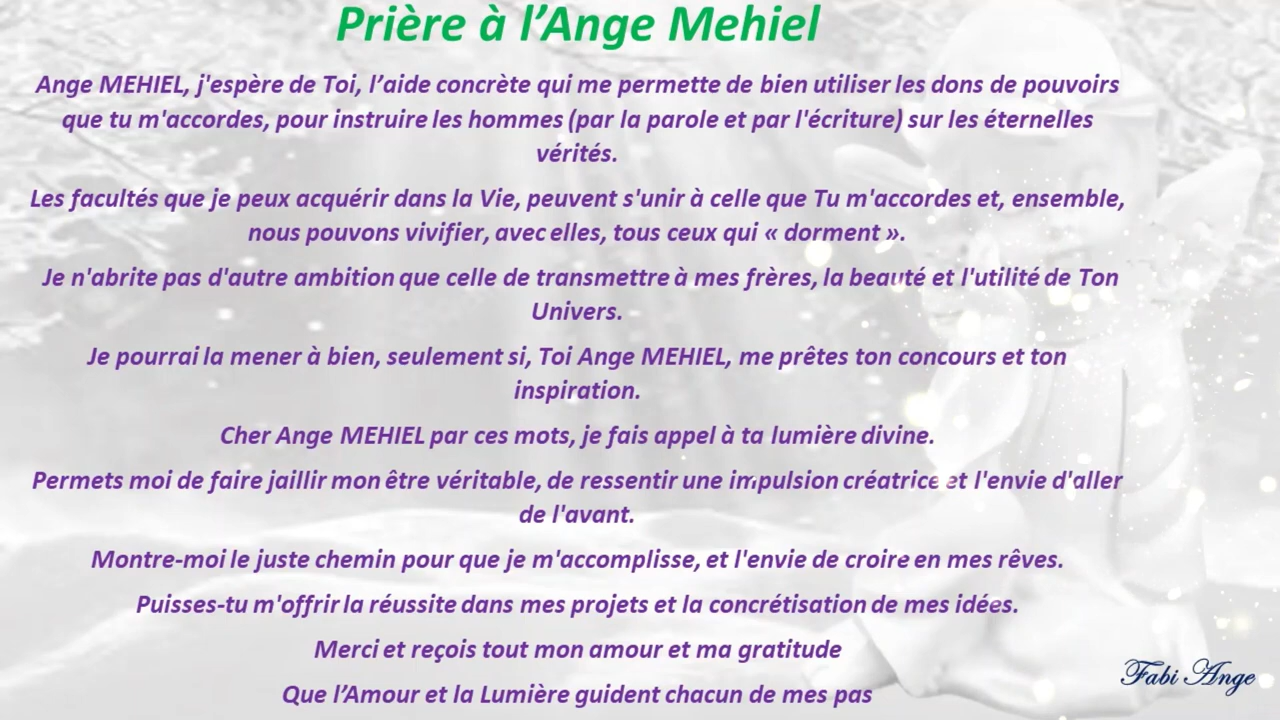 Prière à l’Ange Mehiel
Ange MEHIEL, j'espère de Toi, l’aide concrète qui me permette de bien utiliser les dons de pouvoirs
que tu m'accordes, pour instruire les hommes (par la parole et par l'écriture) sur les éternelles
vérités.
Les facultés que je peux acquérir dans la Vie, peuvent s'unir à celle que Tu m'accordes et, ensemble,
nous pouvons vivifier, avec elles, tous ceux qui « dorment ».
Je n'abrite pas d'autre ambition que celle de transmettre à mes frères, la beauté et l'utilité de Ton
Univers.
Je pourrai la mener à bien, seulement si, Toi Ange MEHIEL, me prêtes ton concours et ton
inspiration.
Cher Ange MEHIEL par ces mots, je fais appel à ta lumière divine.
Permets moi de faire jaillir mon être véritable, de ressentir une impulsion créatrice et l'envie d'aller
de l'avant.
Montre-moi le juste chemin pour que je m'accomplisse, et l'envie de croire en mes rêves.
Puisses-tu m'offrir la réussite dans mes projets et la concrétisation de mes idées.
Merci et reçois tout mon amour et ma gratitude
Que l’Amour et la Lumière guident chacun de mes pas
Fabi Ange